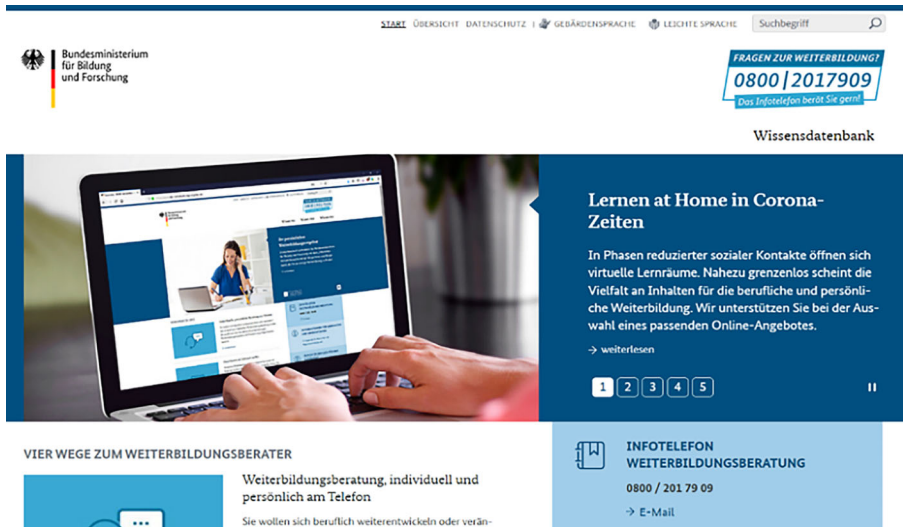 START ÜBERSICHT DATENSCHUTZ | GEBÄRDENSPRACHE LEICHTE SPRACHE Suchbegriff
Bundesministerium
für Bildung
und Forschung
FRAGEN ZUR WEITERBILDUNG?
0800 | 2017909
Das Infotelefon berät Sie gern!
Wissensdatenbank
Lernen at Home in Corona-
Zeiten
In Phasen reduzierter sozialer Kontakte öffnen sich
virtuelle Lernräume. Nahezu grenzenlos scheint die
Vielfalt an Inhalten für die berufliche und persönli-
che Weiterbildung. Wir unterstützen Sie bei der Aus-
wahl eines passenden Online-Angebotes.
→ weiterlesen
1 2 3 4 5
VIER WEGE ZUM WEITERBILDUNGSBERATER
Weiterbildungsberatung, individuell und
persönlich am Telefon
Sie wollen sich beruflich weiterentwickeln oder verän-
INFOTELEFON
WEITERBILDUNGSBERATUNG
0800 / 201 79 09
→ E-Mail